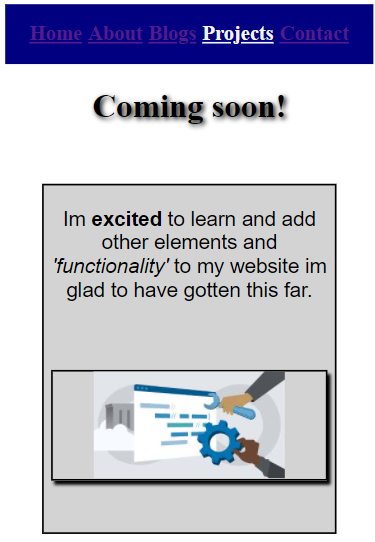 Home About Blogs Projects Contact
Coming soon!
Im excited to learn and add
other elements and
'functionality' to my website im
glad to have gotten this far.